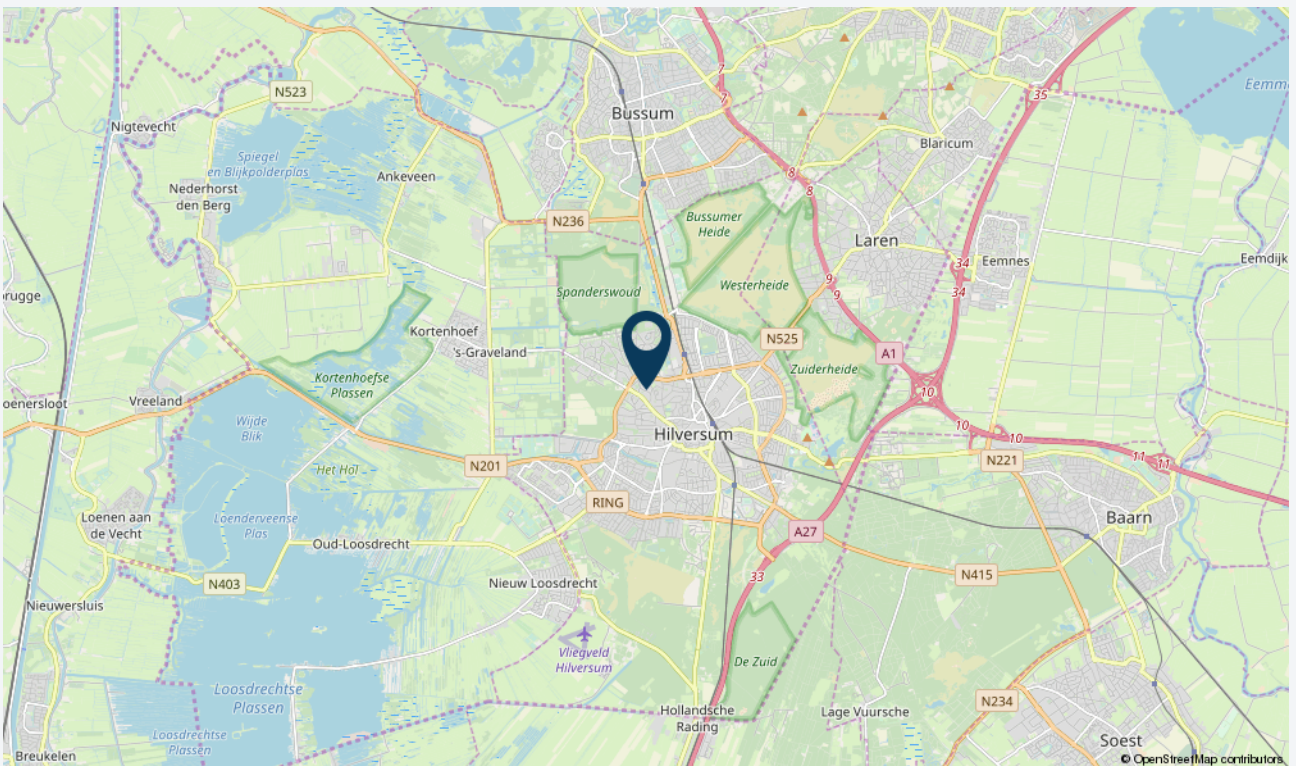 7
7
35
Eemm
N523
Bussum
Nigtevecht
Blaricum
Spiegel
en Blijkpolderplas
Ankeveen
8
8
Nederhorst
den Berg
N236
Bussumer
Heide
Laren
Eemnes
Eemdijk
34
34
Spanderswoud
Westerheide
9
9
brugge
Kortenhoef
's-Graveland
N525
A1
Zuiderheide
Kortenhoefse
Plassen
10
oenersloot
Vreeland
Wijde
Blik
Hilversum
10
10
11
11
Het Hol
N201
N221
RING
Loenen aan
de Vecht
Loenderveense
Plas
Baarn
A27
Oud-Loosdrecht
N403
Nieuw Loosdrecht
33
N415
Nieuwersluis
Vliegveld
Hilversum
De Zuid
Loosdrechtse
Plassen
Hollandsche
Rading
Lage Vuursche
N234
Loosdrechtse
Plassen
Soest
Breukelen
© OpenStreetMap contributors